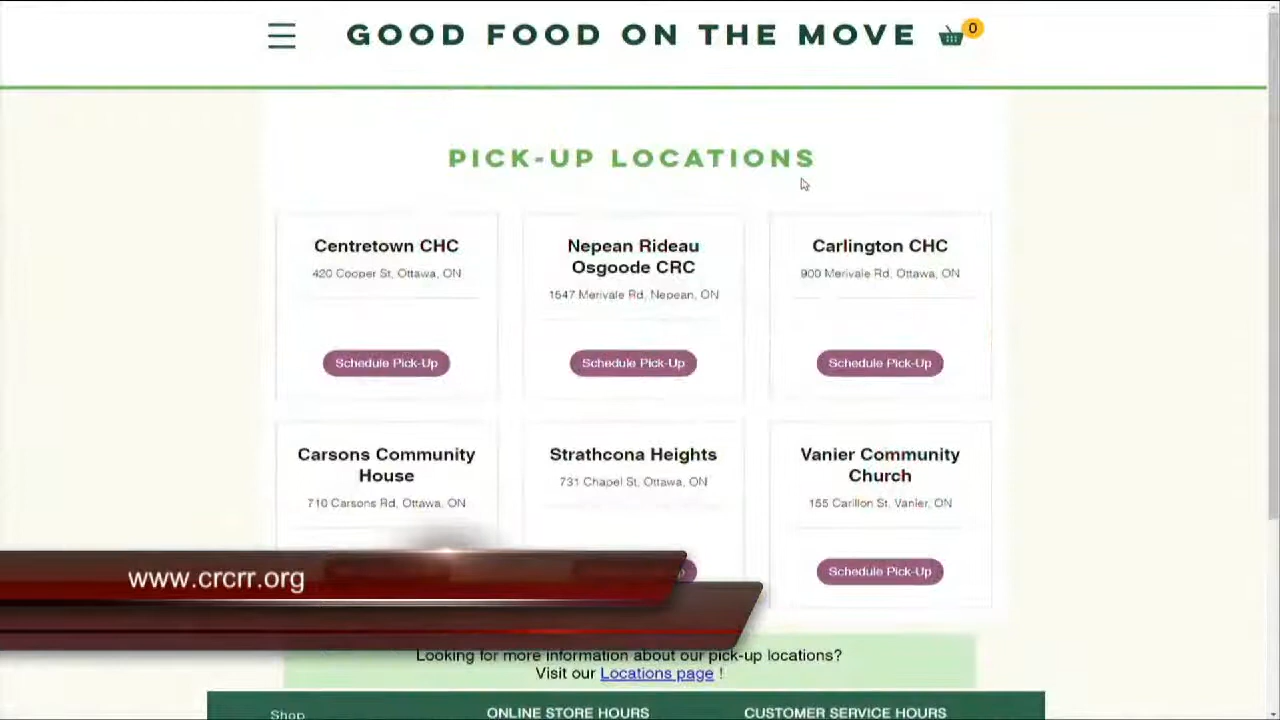 GOOD FOOD ON THE MOVE
0
PICK-UP LOCATIONS
Centretown CHC
420 Cooper St, Ottawa, ON
Schedule Pick-Up
Nepean Rideau
Osgoode CRC
1547 Merivale Rd, Nepean, ON
Schedule Pick-Up
Carlington CHC
900 Merivale Rd, Ottawa, ON
Schedule Pick-Up
Carsons Community
House
710 Carsons Rd, Ottawa, ON
Strathcona Heights
731 Chapel St, Ottawa, ON
Vanier Community
Church
155 Carillon St, Vanier, ON
Schedule Pick-Up
www.crcrr.org
Looking for more information about our pick-up locations?
Visit our Locations page !
Shop
ONLINE STORE HOURS
CUSTOMER SERVICE HOURS